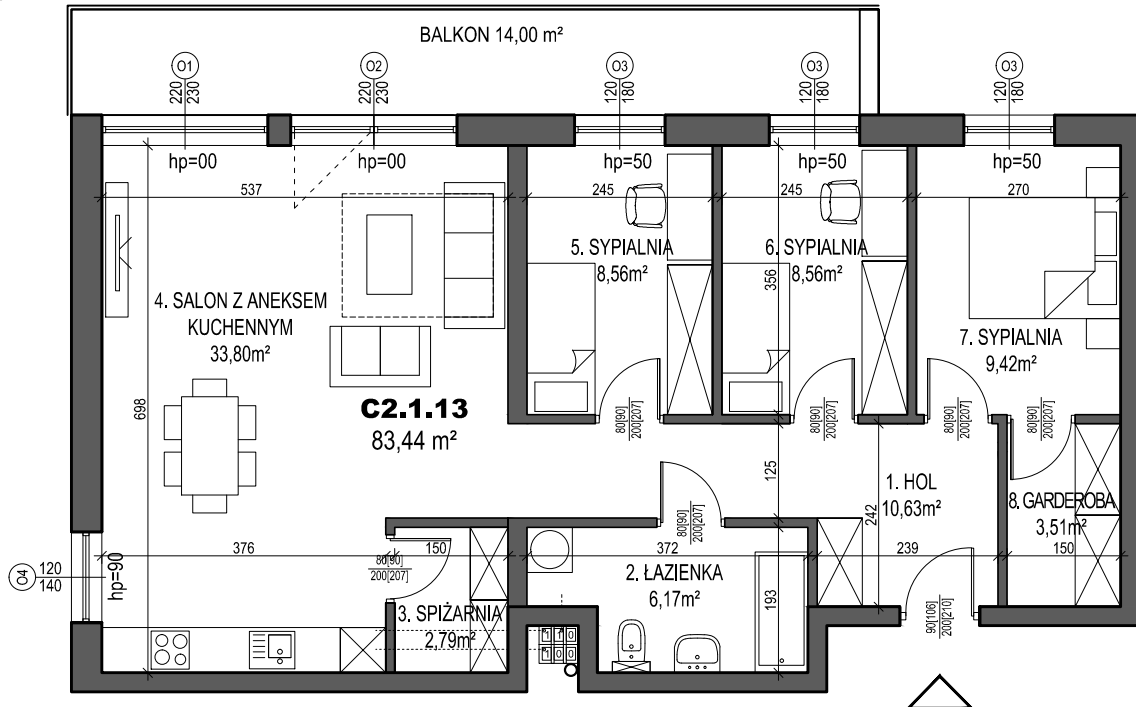 BALKON 14,00 m²
O1
220
230
O2
220
230
O3
120
180
O3
120
180
O3
120
180
hp=00
hp=00
hp=50
hp=50
hp=50
537
245
245
270
5. SYPIALNIA
8,56m²
6. SYPIALNIA
8,56m²
356
4. SALON Z ANEKSEM
KUCHENNYM
33,80m²
7. SYPIALNIA
9,42m²
698
C2.1.13
83,44 m²
80[90]
200[207]
80[90]
200[207]
80[90]
200[207]
80[90]
200[207]
125
1. HOL
10,63m²
242
8. GARDEROBA
3,51m²
80[90]
200[207]
O4
120
140
hp=90
376
80[90]
200[207]
150
372
239
150
2. ŁAZIENKA
6,17m²
193
3. SPIŻARNIA
2,79m²
90[106]
200[210]